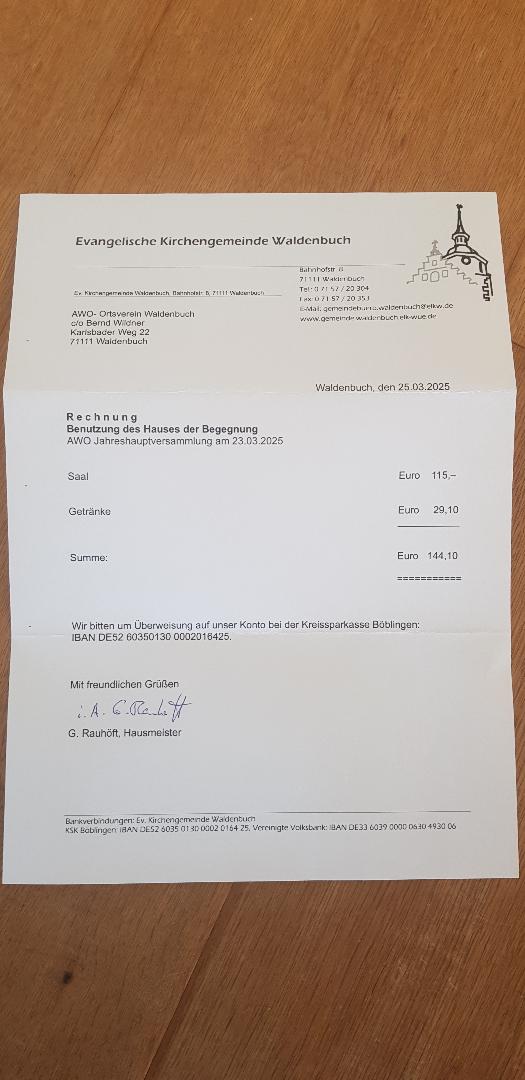 Evangelische Kirchengemeinde Waldenbuch
Bahnhofstr. 8
71111 Waldenbuch
Tel: 0 71 57 / 20 304
Fax: 0 71 57 / 20 353
E-Mail: gemeindebuero.waldenbuch@elkw.de
www.gemeinde.waldenbuch.elk-wue.de
Ev. Kirchengemeinde Waldenbuch, Bahnhofstr. 8, 71111 Waldenbuch
AWO- Ortsverein Waldenbuch
c/o Bernd Wildner
Karlsbader Weg 22
71111 Waldenbuch
Waldenbuch, den 25.03.2025
R e c h n u n g
Benutzung des Hauses der Begegnung
AWO Jahreshauptversammlung am 23.03.2025
Saal Euro 115,–
Getränke Euro 29,10
Summe: Euro 144,10
===========
Wir bitten um Überweisung auf unser Konto bei der Kreissparkasse Böblingen:
IBAN DE52 60350130 0002016425.
Mit freundlichen Grüßen
i. A. G. Rauhöft
G. Rauhöft, Hausmeister
Bankverbindungen: Ev. Kirchengemeinde Waldenbuch
KSK Böblingen: IBAN DE52 6035 0130 0002 0164 25, Vereinigte Volksbank: IBAN DE33 6039 0000 0630 4930 06